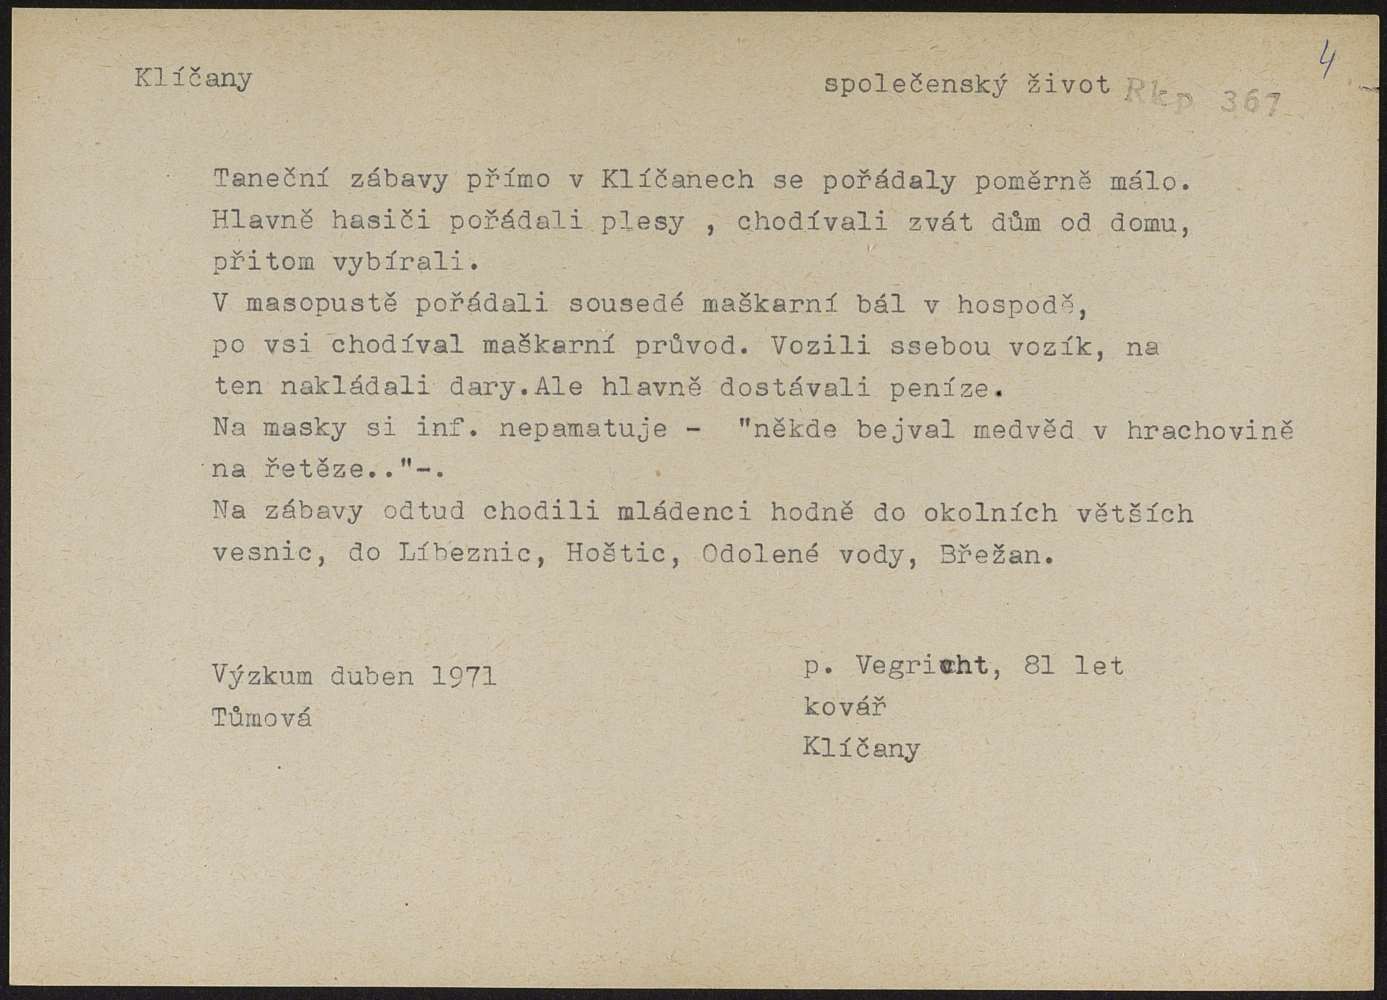 4
Klíčany společenský život Rkp 367
Taneční zábavy přímo v Klíčanech se pořádaly poměrně málo.
Hlavně hasiči pořádali plesy , chodívali zvát dům od domu,
přitom vybírali.
V masopustě pořádali sousedé maškarní bál v hospodě,
po vsi chodíval maškarní průvod. Vozili ssebou vozík, na
ten nakládali dary.Ale hlavně dostávali peníze.
Na masky si inf. nepamatuje - "někde bejval medvěd v hrachovině
na řetěze.."-.
Na zábavy odtud chodili mládenci hodně do okolních větších
vesnic, do Líbeznic, Hoštic, Odolené vody, Břežan.
Výzkum duben 1971
Tůmová
p. Vegricht, 81 let
kovář
Klíčany